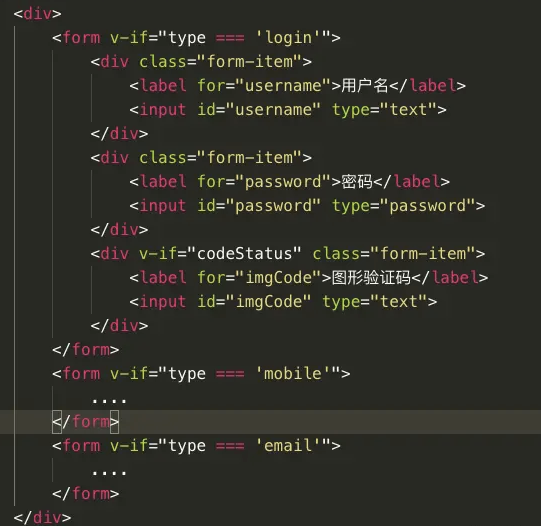 <div>
    <form v-if="type === 'login'">
        <div class="form-item">
            <label for="username">用户名</label>
            <input id="username" type="text">
        </div>
        <div class="form-item">
            <label for="password">密码</label>
            <input id="password" type="password">
        </div>
        <div v-if="codeStatus" class="form-item">
            <label for="imgCode">图形验证码</label>
            <input id="imgCode" type="text">
        </div>
    </form>
    <form v-if="type === 'mobile'">
        ....
    </form>
    <form v-if="type === 'email'">
        ....
    </form>
</div>